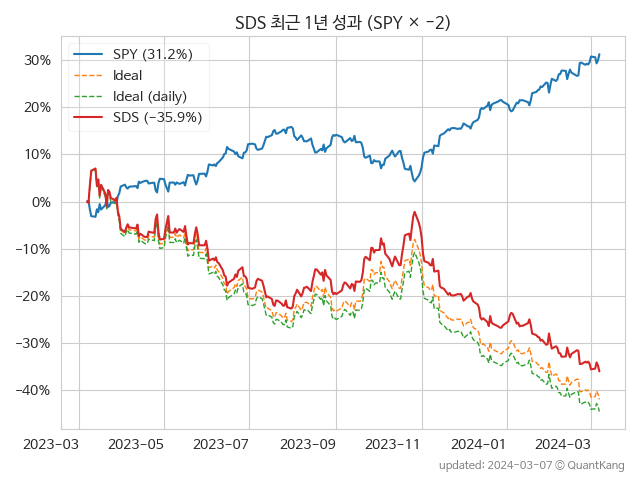 SDS 최근 1년 성과 (SPY × −2)
SPY (31.2%)
Ideal
Ideal (daily)
SDS (−35.9%)
30%
20%
10%
0%
−10%
−20%
−30%
−40%
2023−03 2023−05 2023−07 2023−09 2023−11 2024−01 2024−03
updated: 2024−03−07 © QuantKang